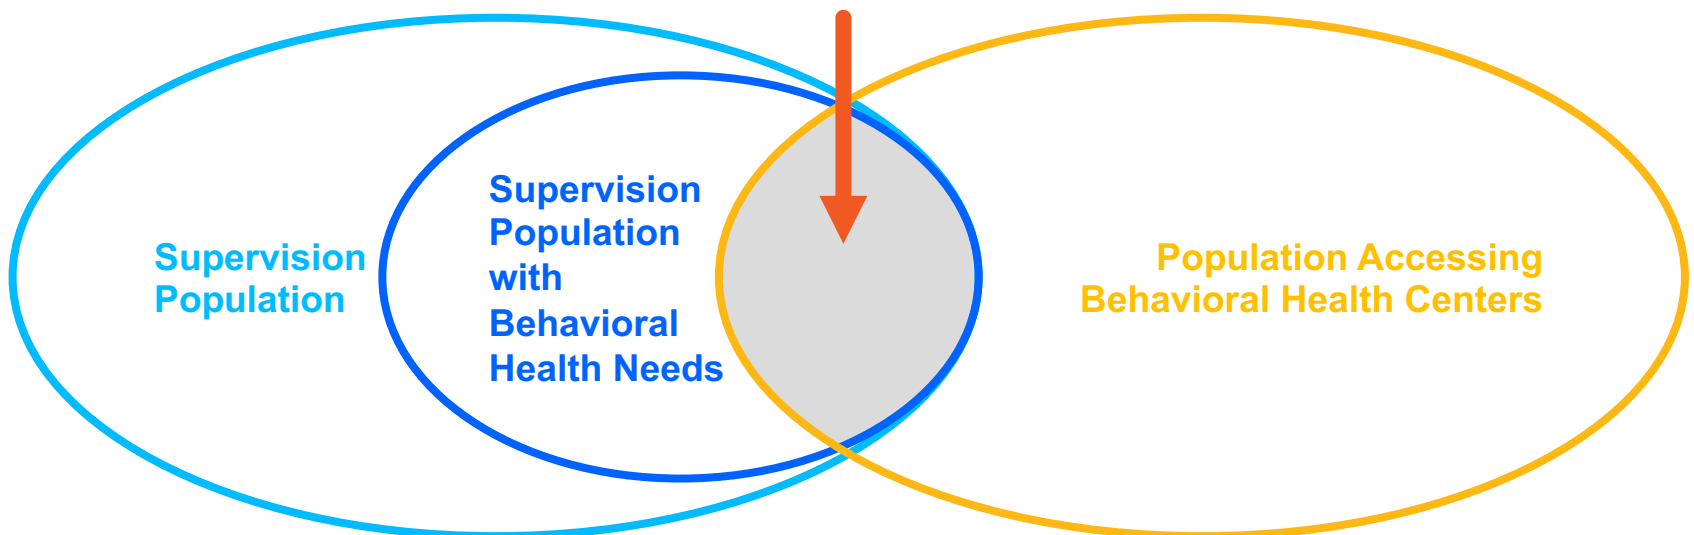 Supervision
Population
Supervision
Population
with
Behavioral
Health Needs
Population Accessing
Behavioral Health Centers